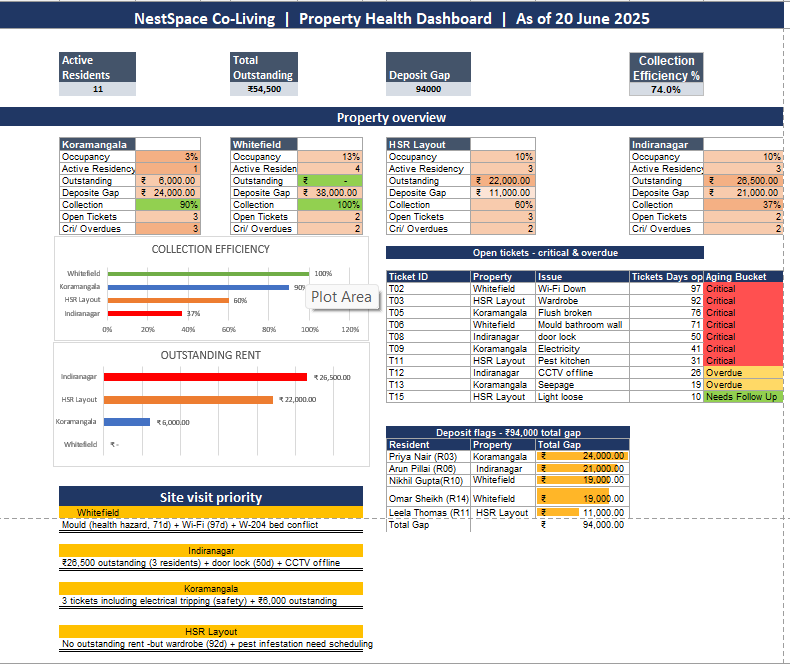 NestSpace Co-Living | Property Health Dashboard | As of 20 June 2025
Active Residents
11
Total Outstanding
₹54,500
Deposit Gap
94000
Collection Efficiency %
74.0%
Property overview
Koramangala
Occupancy 3%
Active Residency 1
Outstanding ₹ 6,000.00
Deposite Gap ₹ 24,000.00
Collection 90%
Open Tickets 3
Cri/ Overdues 3
Whitefield
Occupancy 13%
Active Residen 4
Outstanding ₹ -
Deposite Gap ₹ 38,000.00
Collection 100%
Open Tickets 2
Cri/ Overdues 2
HSR Layout
Occupancy 10%
Active Residency 3
Outstanding ₹ 22,000.00
Deposite Gap ₹ 11,000.00
Collection 60%
Open Tickets 3
Cri/ Overdues 2
Indiranagar
Occupancy 10%
Active Residency 3
Outstanding ₹ 26,500.00
Deposite Gap ₹ 21,000.00
Collection 37%
Open Tickets 2
Cri/ Overdues 2
COLLECTION EFFICIENCY
Whitefield 100%
Koramangala 90%
HSR Layout 60%
Indiranagar 37%
0% 20% 40% 60% 80% 100% 120%
Plot Area
OUTSTANDING RENT
Indiranagar ₹ 26,500.00
HSR Layout ₹ 22,000.00
Koramangala ₹ 6,000.00
Whitefield ₹ -
Open tickets - critical & overdue
Ticket ID Property Issue Tickets Days op Aging Bucket
T02 Whitefield Wi-Fi Down 97 Critical
T03 HSR Layout Wardrobe 92 Critical
T05 Koramangala Flush broken 76 Critical
T06 Whitefield Mould bathroom wall 71 Critical
T08 Indiranagar door lock 50 Critical
T09 Koramangala Electricity 41 Critical
T11 HSR Layout Pest kitchen 31 Critical
T12 Indiranagar CCTV offline 26 Overdue
T13 Koramangala Seepage 19 Overdue
T15 HSR Layout Light loose 10 Needs Follow Up
Deposit flags - ₹94,000 total gap
Resident Property Total Gap
Priya Nair (R03) Koramangala ₹ 24,000.00
Arun Pillai (R06) Indiranagar ₹ 21,000.00
Nikhil Gupta(R10) Whitefield ₹ 19,000.00
Omar Sheikh (R14) Whitefield ₹ 19,000.00
Leela Thomas (R11 HSR Layout ₹ 11,000.00
Total Gap ₹ 94,000.00
Site visit priority
Whitefield
Mould (health hazard, 71d) + Wi-Fi (97d) + W-204 bed conflict
Indiranagar
₹26,500 outstanding (3 residents) + door lock (50d) + CCTV offline
Koramangala
3 tickets including electrical tripping (safety) + ₹6,000 outstanding
HSR Layout
No outstanding rent -but wardrobe (92d) + pest infestation need scheduling